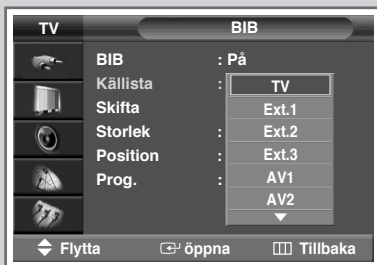 TV BIB
BIB : På
Källista : TV
Skifta Ext.1
Storlek : Ext.2
Position : Ext.3
Prog. : AV1
AV2
Flytta öppna Tillbaka